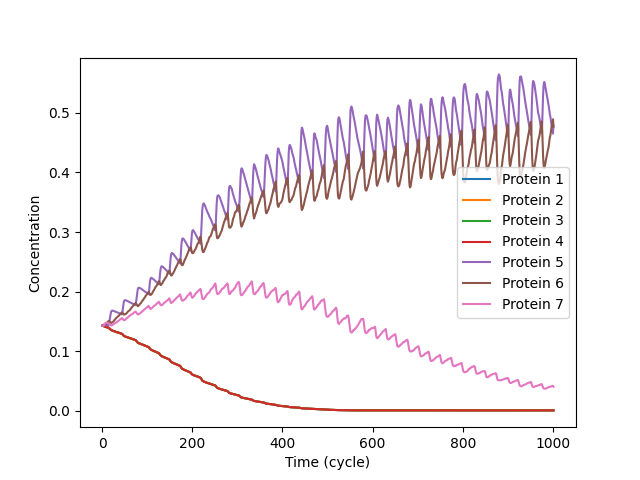 0.5
0.4
0.3
0.2
0.1
0.0
Concentration
0
200
400
600
800
1000
Time (cycle)
Protein 1
Protein 2
Protein 3
Protein 4
Protein 5
Protein 6
Protein 7